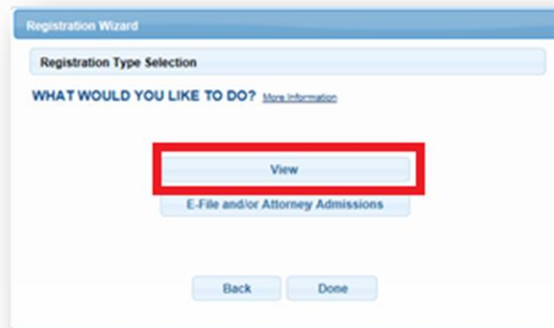 Registration Wizard
Registration Type Selection
WHAT WOULD YOU LIKE TO DO? More Information
View
E-File and/or Attorney Admissions
Back Done